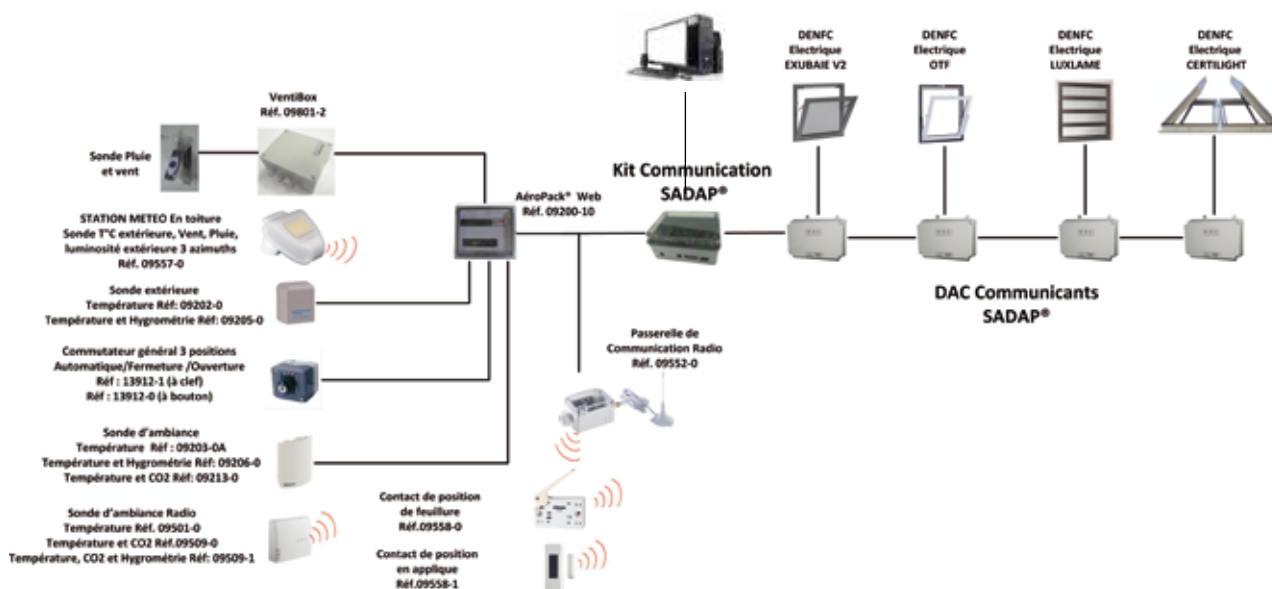 DENFC
Electrique
EXUBAIE V2
DENFC
Electrique
OTF
DENFC
Electrique
LUXLAME
DENFC
Electrique
CERTILIGHT
VentiBox
Réf. 09801-2
Sonde Pluie
et vent
Kit Communication
SADAP®
AéroPack® Web
Réf. 09200-10
STATION METEO En toiture
Sonde T°C extérieure, Vent, Pluie,
luminosité extérieure 3 azimuths
Réf. 09557-0
Sonde extérieure
Température Réf: 09202-0
Température et Hygrométrie Réf: 09205-0
DAC Communicants
SADAP®
Passerelle de
Communication Radio
Réf. 09552-0
Commutateur général 3 positions
Automatique/Fermeture /Ouverture
Réf : 13912-1 (à clef)
Réf : 13912-0 (à bouton)
Sonde d'ambiance
Température Réf : 09203-0A
Température et Hygrométrie Réf: 09206-0
Température et CO2 Réf: 09213-0
Contact de position
de feuillure
Réf.09558-0
Sonde d'ambiance Radio
Température Réf. 09501-0
Température et CO2 Réf.09509-0
Température, CO2 et Hygrométrie Réf: 09509-1
Contact de position
en applique
Réf.09558-1